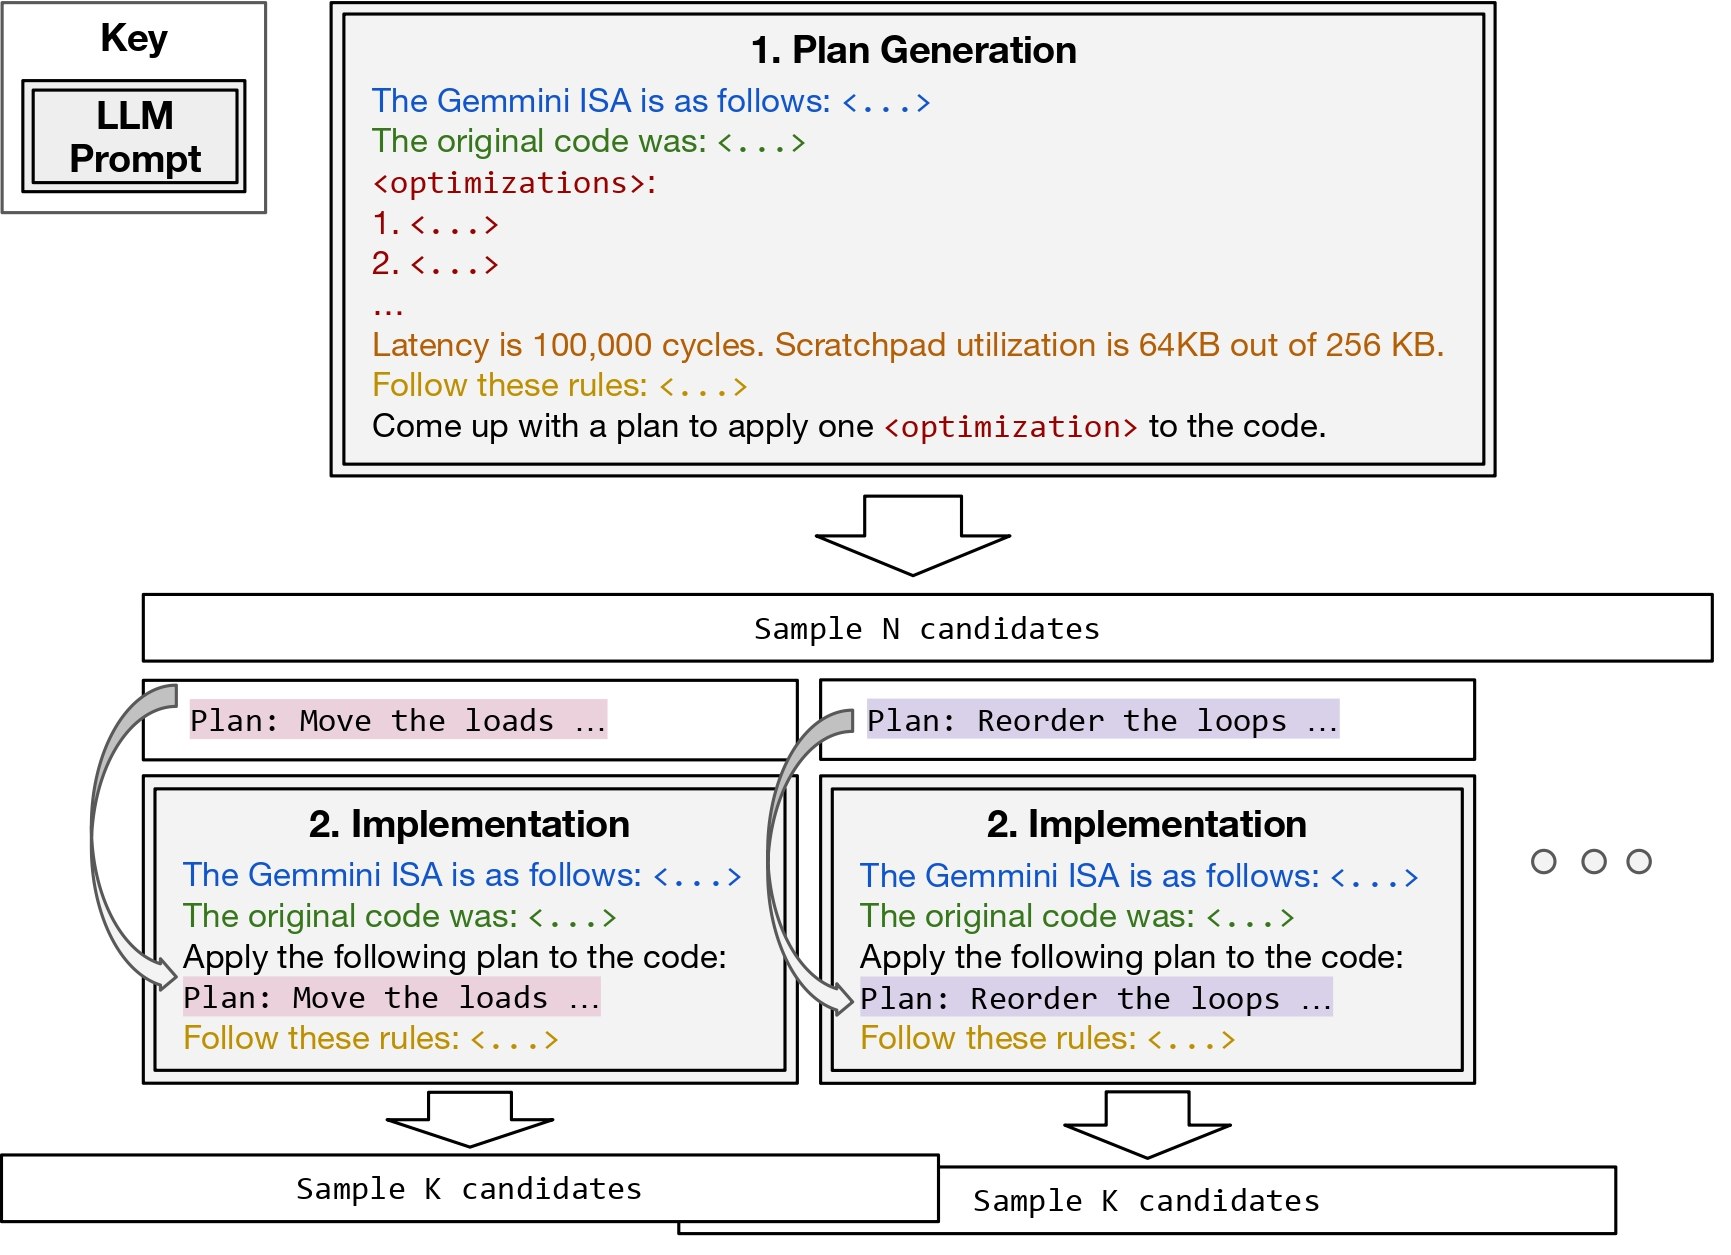 Key
LLM
Prompt
1. Plan Generation
The Gemmini ISA is as follows: <...>
The original code was: <...>
<optimizations>:
1. <...>
2. <...>
...
Latency is 100,000 cycles. Scratchpad utilization is 64KB out of 256 KB.
Follow these rules: <...>
Come up with a plan to apply one <optimization> to the code.
Sample N candidates
Plan: Move the loads ...
2. Implementation
The Gemmini ISA is as follows: <...>
The original code was: <...>
Apply the following plan to the code:
Plan: Move the loads ...
Follow these rules: <...>
Sample K candidates
Plan: Reorder the loops ...
2. Implementation
The Gemmini ISA is as follows: <...>
The original code was: <...>
Apply the following plan to the code:
Plan: Reorder the loops ...
Follow these rules: <...>
Sample K candidates